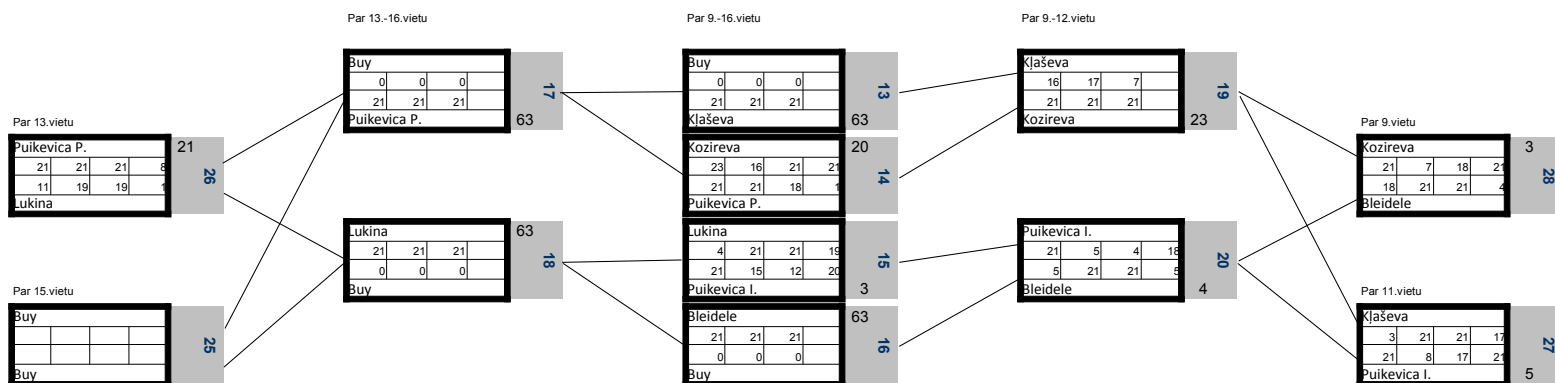 Par 13.-16.vietu
Par 9.-16.vietu
Par 9.-12.vietu
Par 13.vietu
Puikevica P. 21
21 21 21 8
11 19 19 1
Lukina
26
Par 15.vietu
Buy
Buy
25
Buy
0 0 0
21 21 21
Puikevica P. 63
17
Lukina 63
21 21 21
0 0 0
Buy
18
Buy
0 0 0
21 21 21
Kļaševa 63
13
Kozireva 20
23 16 21 21
21 21 18 1
Puikevica P.
14
Lukina
4 21 21 19
21 15 12 20
Puikevica I. 3
15
Bleidele 63
21 21 21
0 0 0
Buy
16
Kļaševa
16 17 7
21 21 21
Kozireva 23
19
Puikevica I.
21 5 4 18
5 21 21 5
Bleidele 4
20
Par 9.vietu
Kozireva 3
21 7 18 21
18 21 21 4
Bleidele
28
Par 11.vietu
Kļaševa
3 21 21 17
21 8 17 21
Puikevica I. 5
27